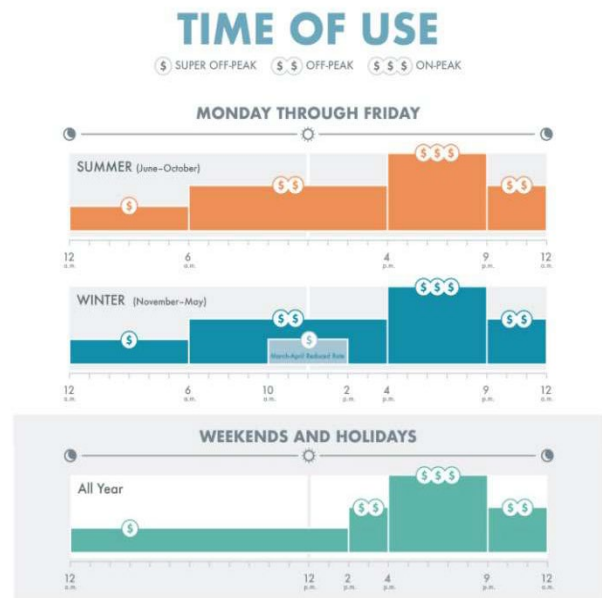 TIME OF USE
$ SUPER OFF-PEAK $ $ OFF-PEAK $ $ $ ON-PEAK
MONDAY THROUGH FRIDAY
$ $ $
SUMMER (June–October)
$ $ $ $
$
12 6 4 9 12
a.m. a.m. p.m. p.m. a.m.
$ $ $
WINTER (November–May)
$ $ $ $
$ $
March-April Reduced Rate
12 6 10 2 4 9 12
a.m. a.m. a.m. p.m. p.m. p.m. a.m.
WEEKENDS AND HOLIDAYS
$ $ $
All Year
$ $ $ $
$
12 12 2 4 9 12
a.m. p.m. p.m. p.m. p.m. a.m.